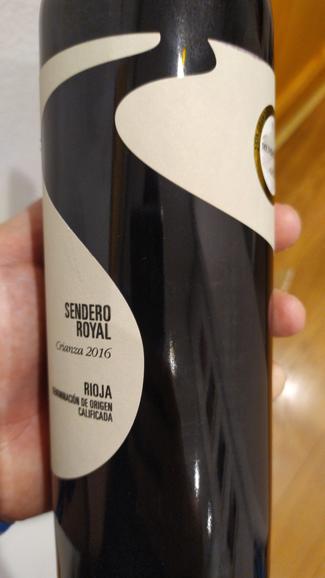 SENDERO
ROYAL
Crianza 2016
RIOJA
DENOMINACIÓN DE ORIGEN
CALIFICADA